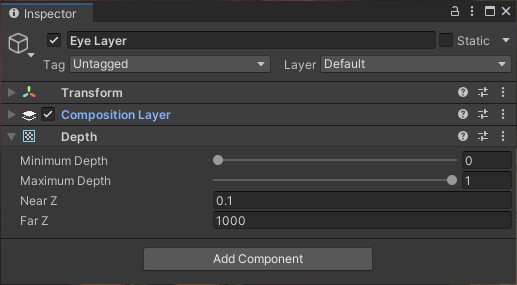 Inspector
Eye Layer Static
Tag Untagged Layer Default
Transform
Composition Layer
Depth
Minimum Depth 0
Maximum Depth 1
Near Z 0.1
Far Z 1000
Add Component